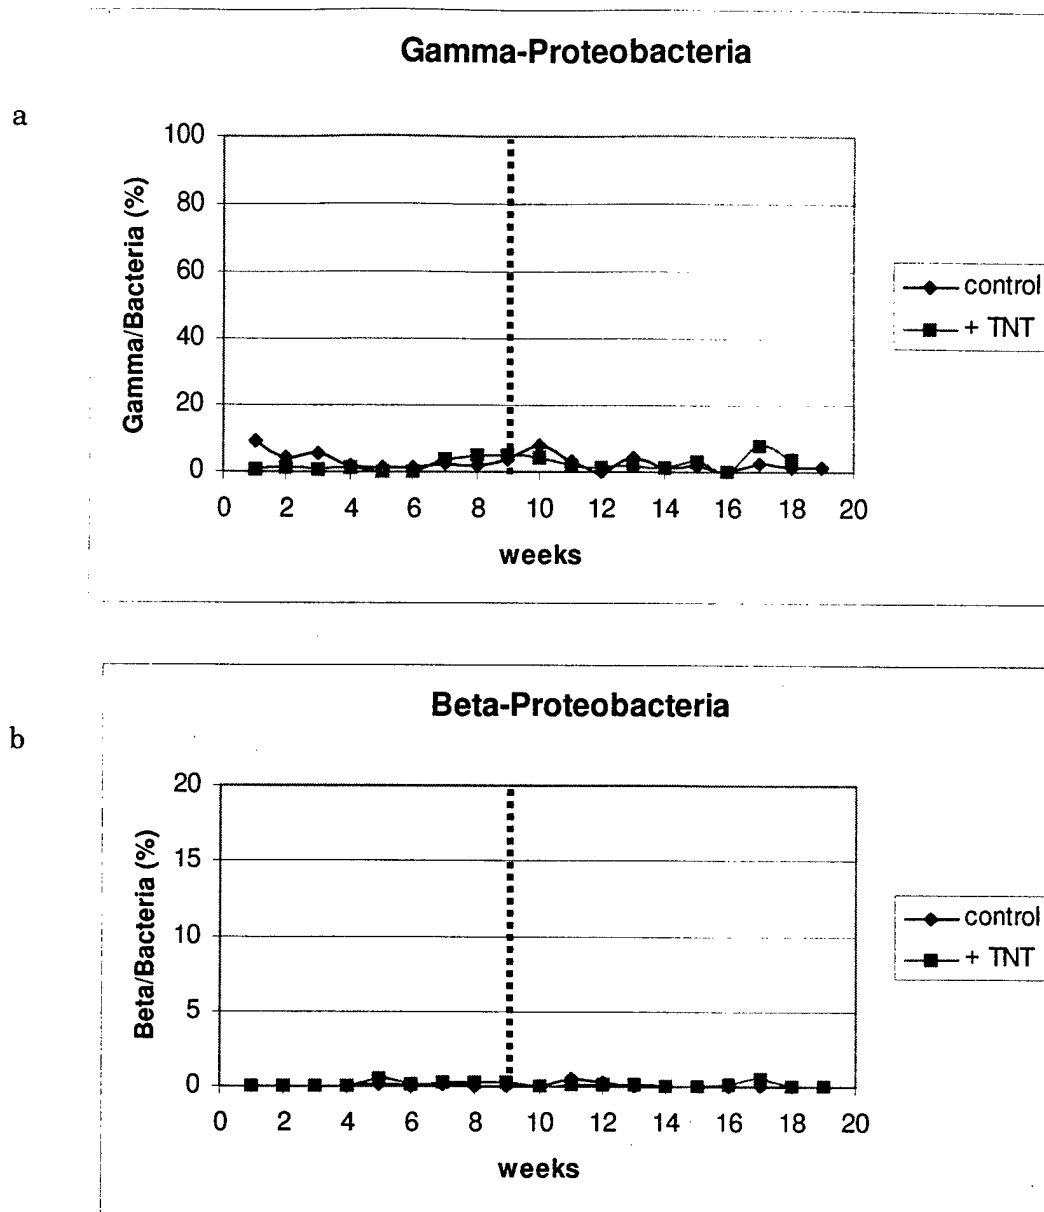 a
Gamma-Proteobacteria
Gamma/Bacteria (%)
100
80
60
40
20
0
0 2 4 6 8 10 12 14 16 18 20
weeks
control
+ TNT
b
Beta-Proteobacteria
Beta/Bacteria (%)
20
15
10
5
0
0 2 4 6 8 10 12 14 16 18 20
weeks
control
+ TNT